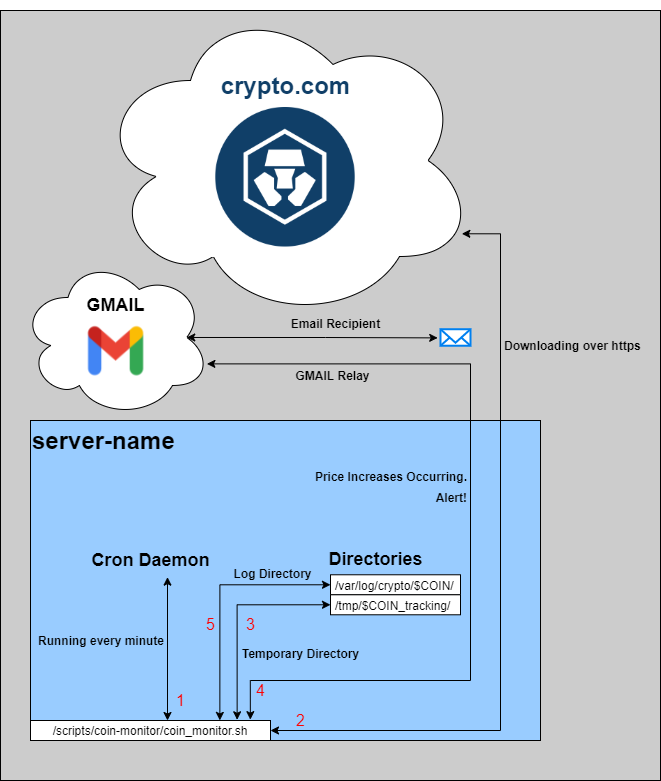 crypto.com
GMAIL
Email Recipient
Downloading over https
GMAIL Relay
server-name
Price Increases Occurring.
Alert!
Cron Daemon
Directories
Log Directory
/var/log/crypto/$COIN/
/tmp/$COIN_tracking/
5
3
Running every minute
Temporary Directory
4
1
2
/scripts/coin-monitor/coin_monitor.sh